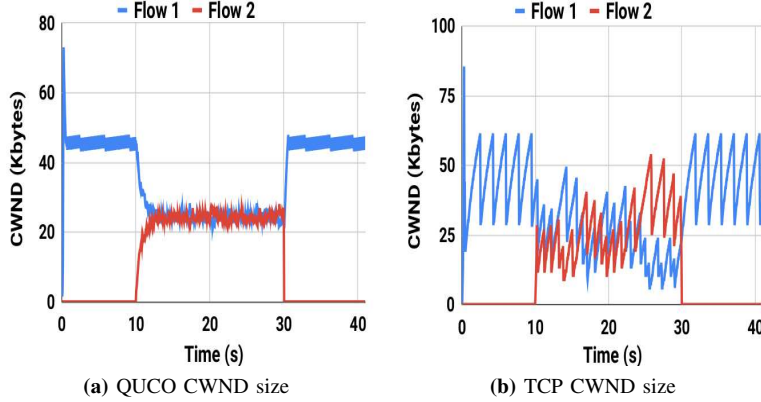 Flow 1 Flow 2
80
60
40
20
0
CWND (Kbytes)
0 10 20 30 40
Time (s)
(a) QUCO CWND size
Flow 1 Flow 2
100
75
50
25
0
CWND (Kbytes)
0 10 20 30 40
Time (s)
(b) TCP CWND size